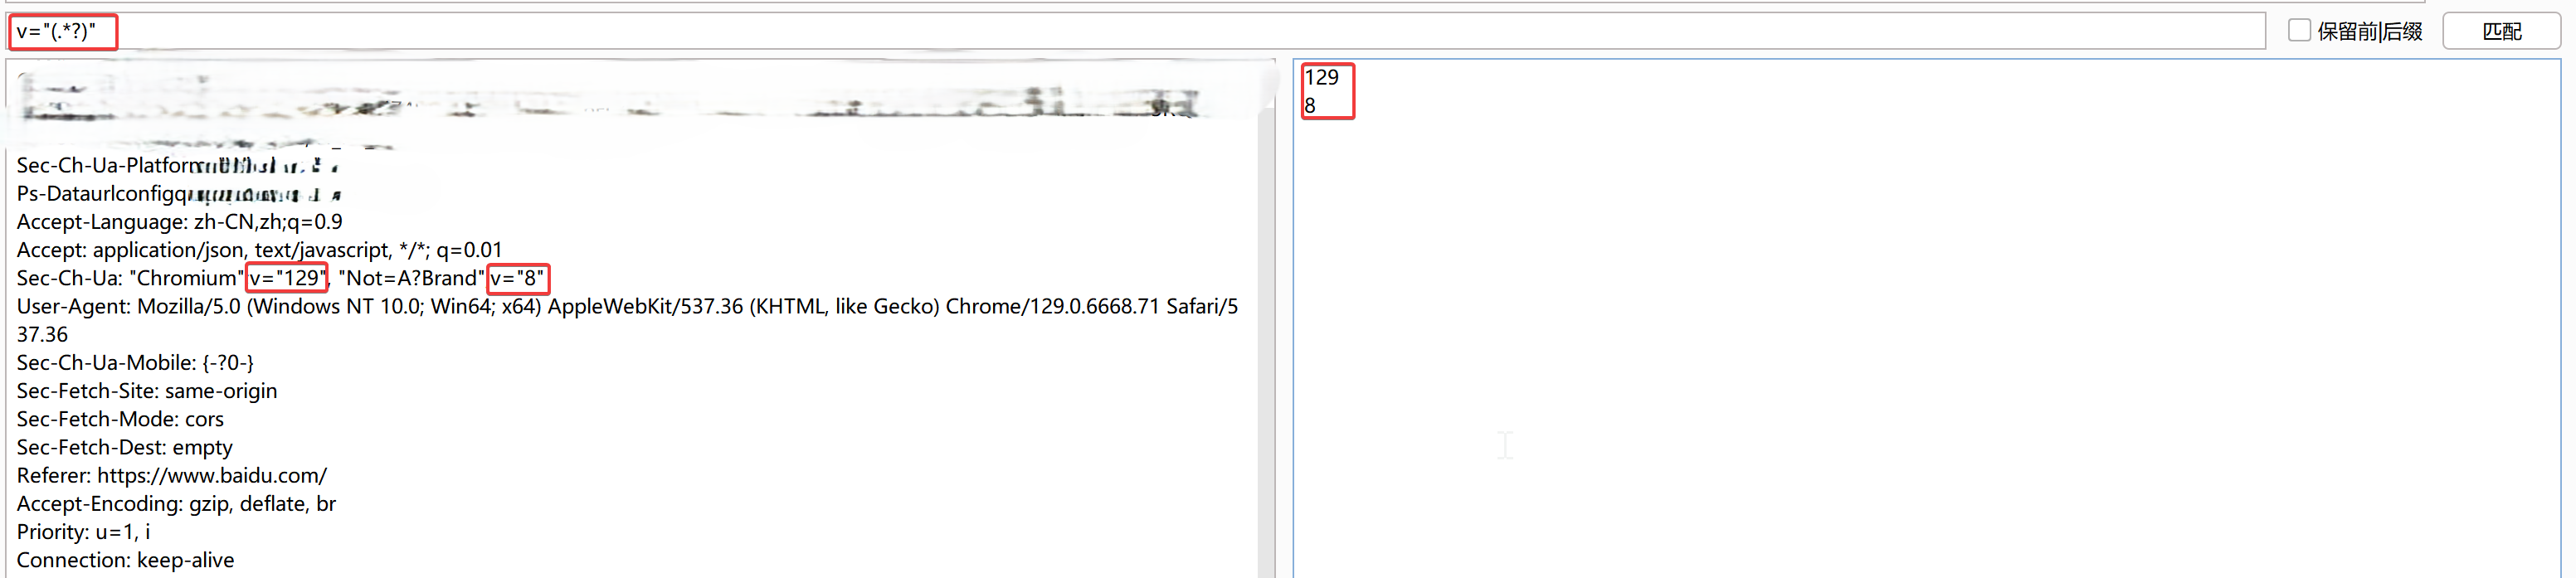 v="(.*?)"
保留前|后缀
匹配
129
8
Sec-Ch-Ua-Platform
Ps-Dataurlconfigq
Accept-Language: zh-CN,zh;q=0.9
Accept: application/json, text/javascript, */*; q=0.01
Sec-Ch-Ua: "Chromium" v="129", "Not=A?Brand" v="8"
User-Agent: Mozilla/5.0 (Windows NT 10.0; Win64; x64) AppleWebKit/537.36 (KHTML, like Gecko) Chrome/129.0.6668.71 Safari/5
37.36
Sec-Ch-Ua-Mobile: {-?0-}
Sec-Fetch-Site: same-origin
Sec-Fetch-Mode: cors
Sec-Fetch-Dest: empty
Referer: https://www.baidu.com/
Accept-Encoding: gzip, deflate, br
Priority: u=1, i
Connection: keep-alive